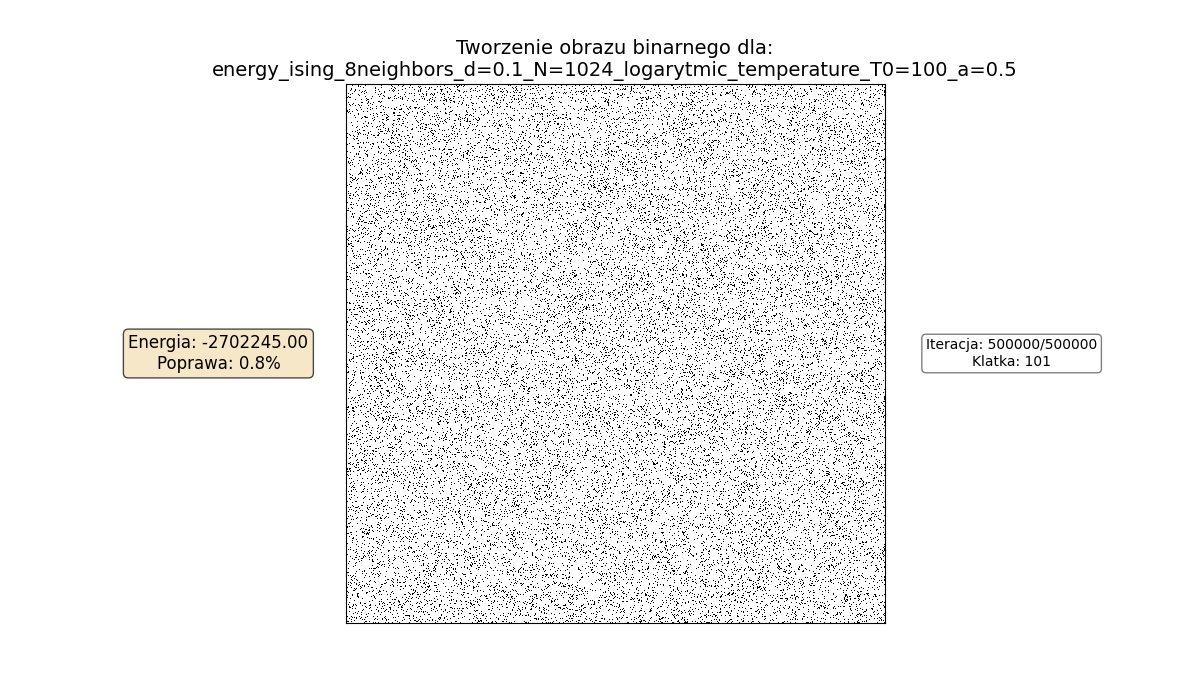 Tworzenie obrazu binarnego dla:
energy_ising_8neighbors_d=0.1_N=1024_logarytmic_temperature_T0=100_a=0.5
Energia: -2702245.00
Poprawa: 0.8%
Iteracja: 500000/500000
Klatka: 101